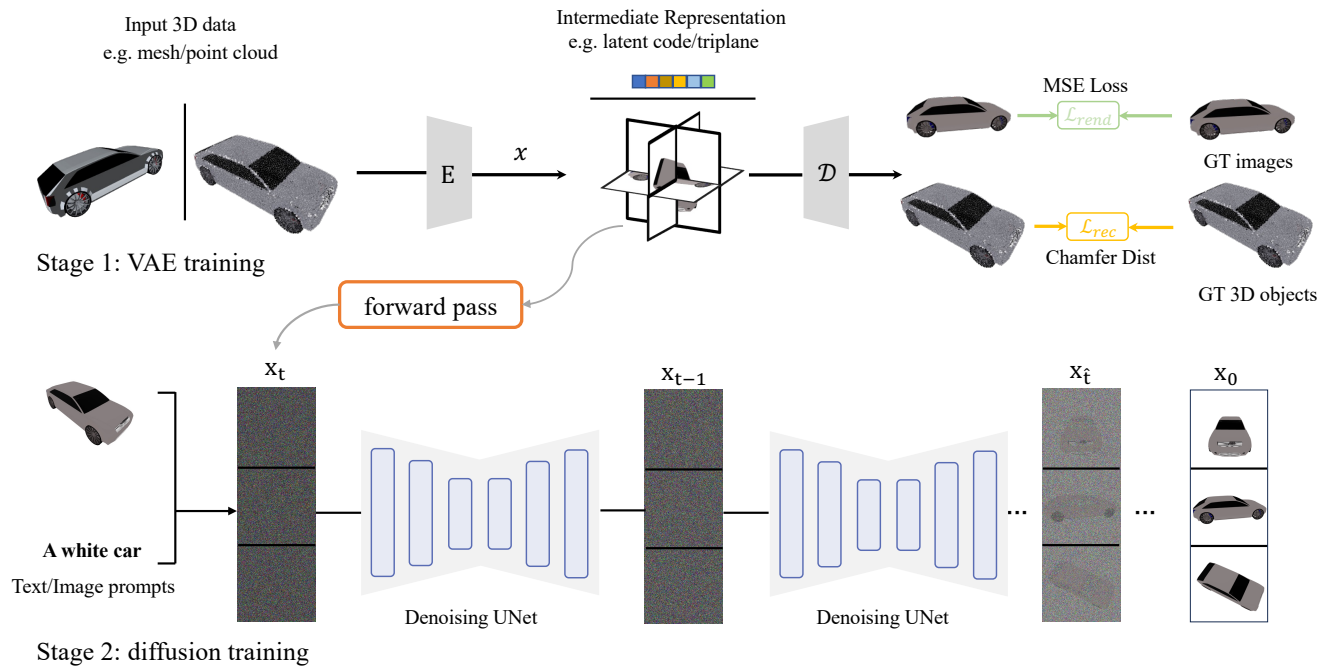 Input 3D data
e.g. mesh/point cloud
Intermediate Representation
e.g. latent code/triplane
E
x
𝒟
MSE Loss
ℒ_rend
GT images
ℒ_rec
Chamfer Dist
GT 3D objects
Stage 1: VAE training
forward pass
x_t
x_{t−1}
x_{t̂}
x_0
A white car
Text/Image prompts
...
...
Denoising UNet
Denoising UNet
Stage 2: diffusion training